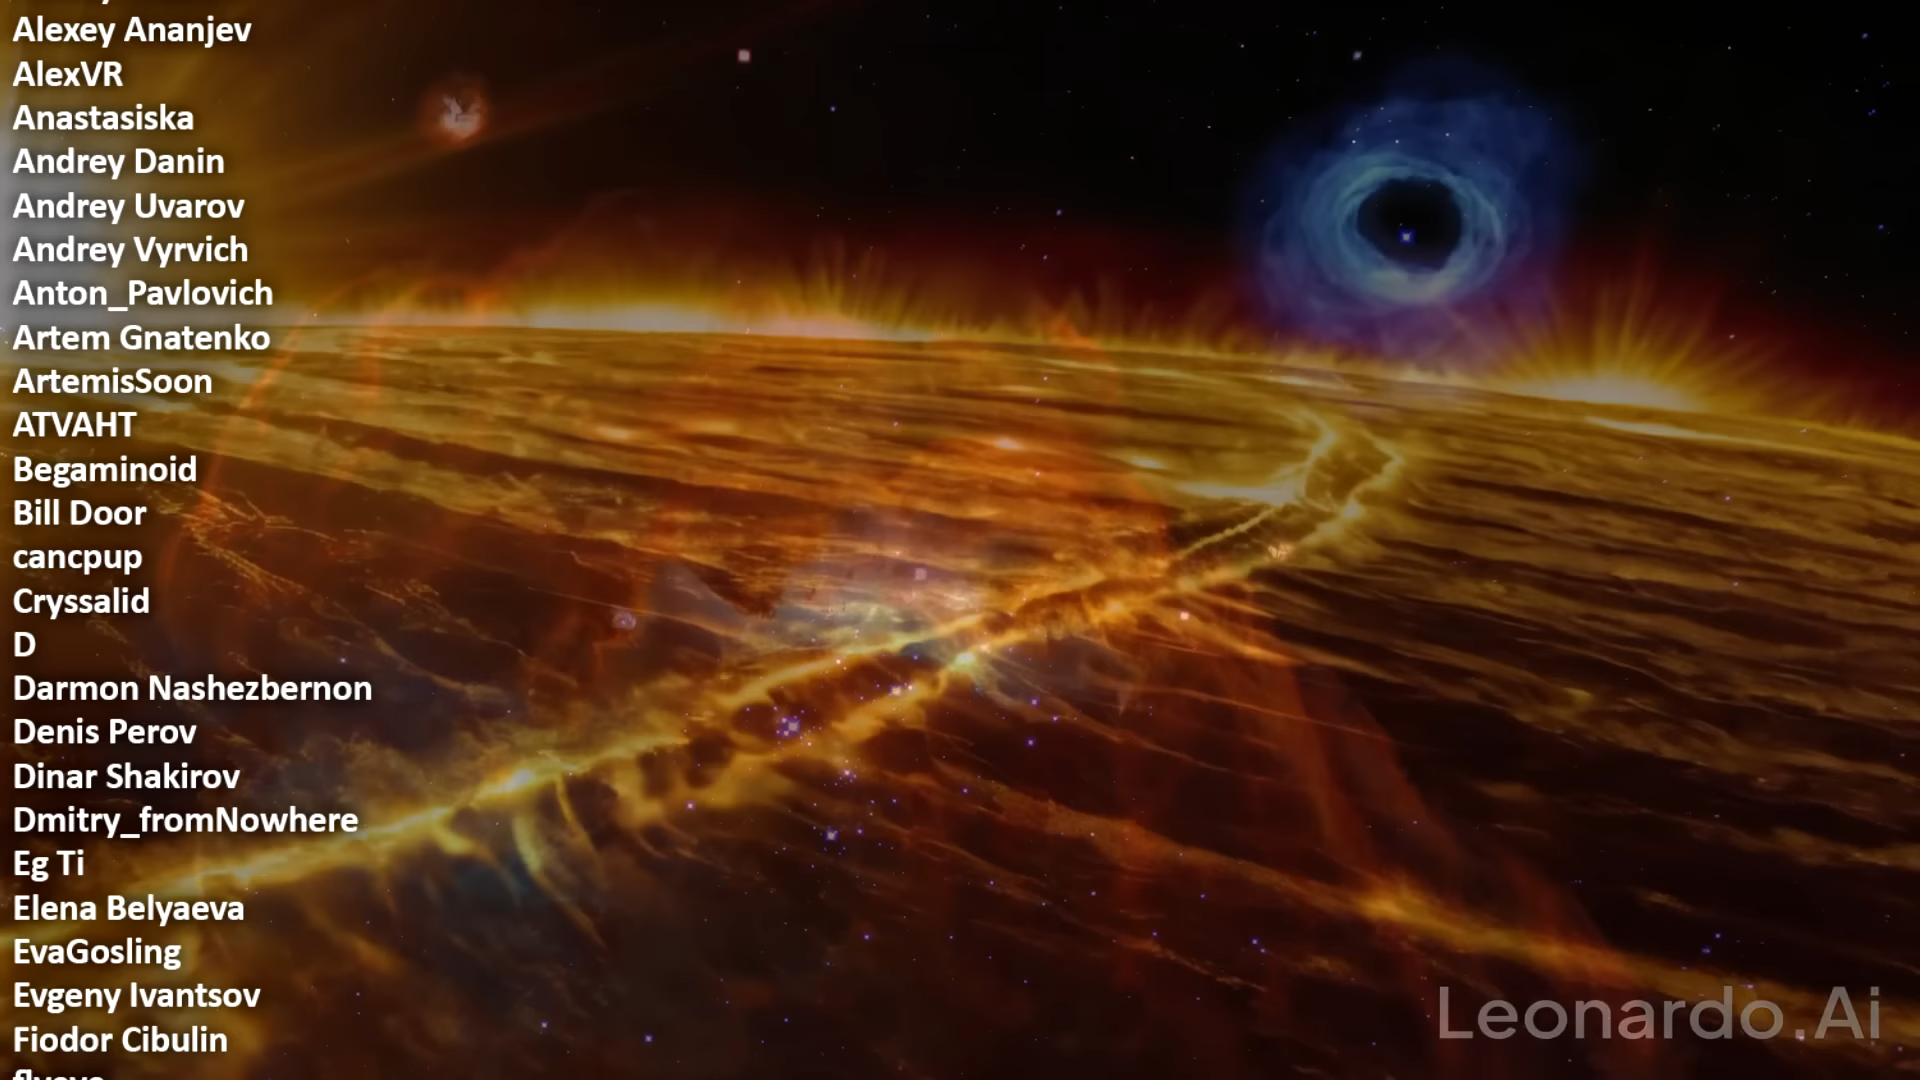 Alexey Ananjev
AlexVR
Anastasiska
Andrey Danin
Andrey Uvarov
Andrey Vyrvich
Anton_Pavlovich
Artem Gnatenko
ArtemisSoon
ATVAHT
Begaminoid
Bill Door
cancpup
Cryssalid
D
Darmon Nashezbernon
Denis Perov
Dinar Shakirov
Dmitry_fromNowhere
Eg Ti
Elena Belyaeva
EvaGosling
Evgeny Ivantsov
Fiodor Cibulin
Leonardo.Ai